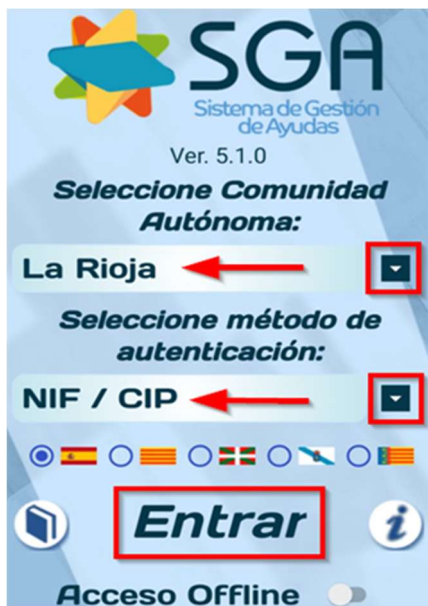 SGA
Sistema de Gestión
de Ayudas
Ver. 5.1.0
Seleccione Comunidad
Autónoma:
La Rioja
Seleccione método de
autenticación:
NIF / CIP
Entrar
i
Acceso Offline